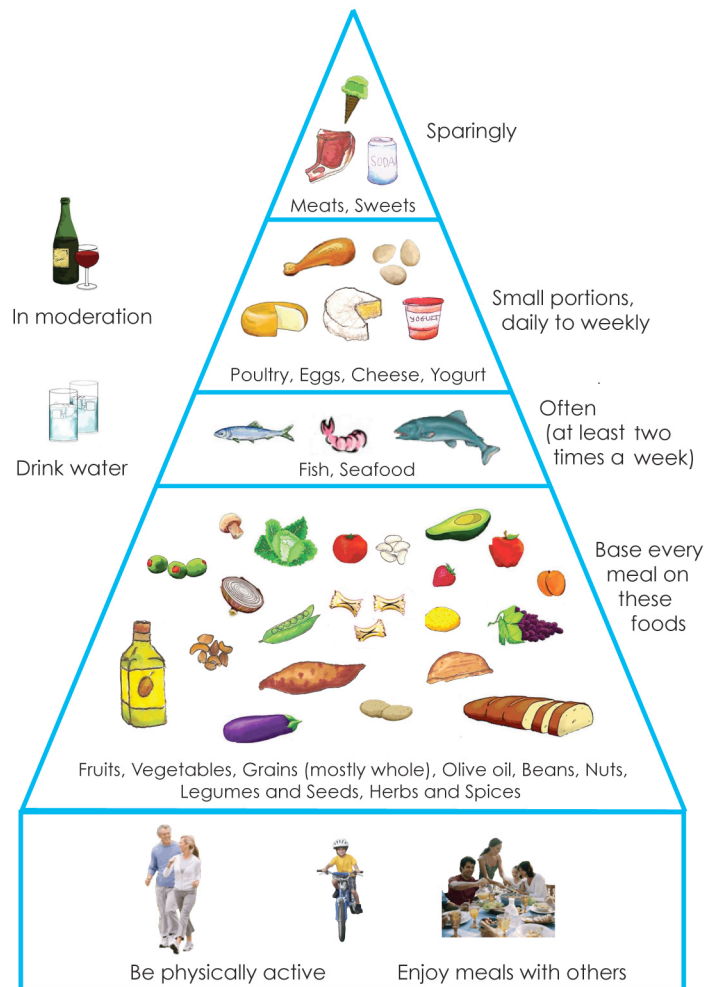 Sparingly
SODA
Meats, Sweets
In moderation
Small portions,
daily to weekly
YOGURT
Poultry, Eggs, Cheese, Yogurt
Drink water
Often
(at least two
times a week)
Fish, Seafood
Base every
meal on
these
foods
Fruits, Vegetables, Grains (mostly whole), Olive oil, Beans, Nuts,
Legumes and Seeds, Herbs and Spices
Be physically active
Enjoy meals with others